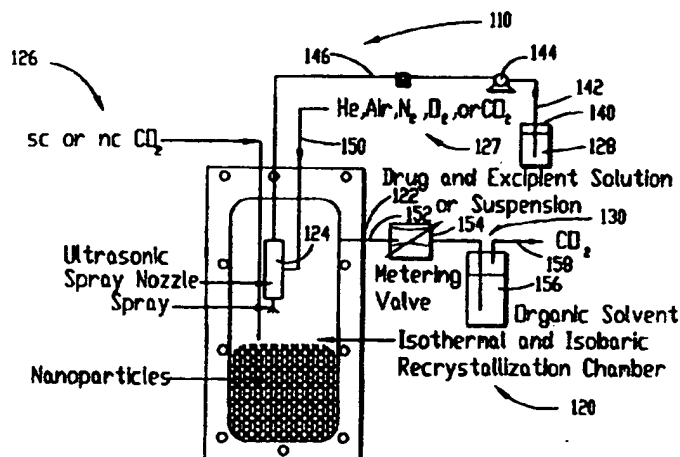 110
126
146
144
He,Air,N2,O2,orCO2
142
140
sc or nc CO2
150
127
128
Drug and Excipient Solution
or Suspension
122
152
154
130
124
CO2
158
Ultrasonic
Spray Nozzle
Spray
Metering
Valve
156
Organic Solvent
Isothermal and Isobaric
Recrystallization Chamber
Nanoparticles
120